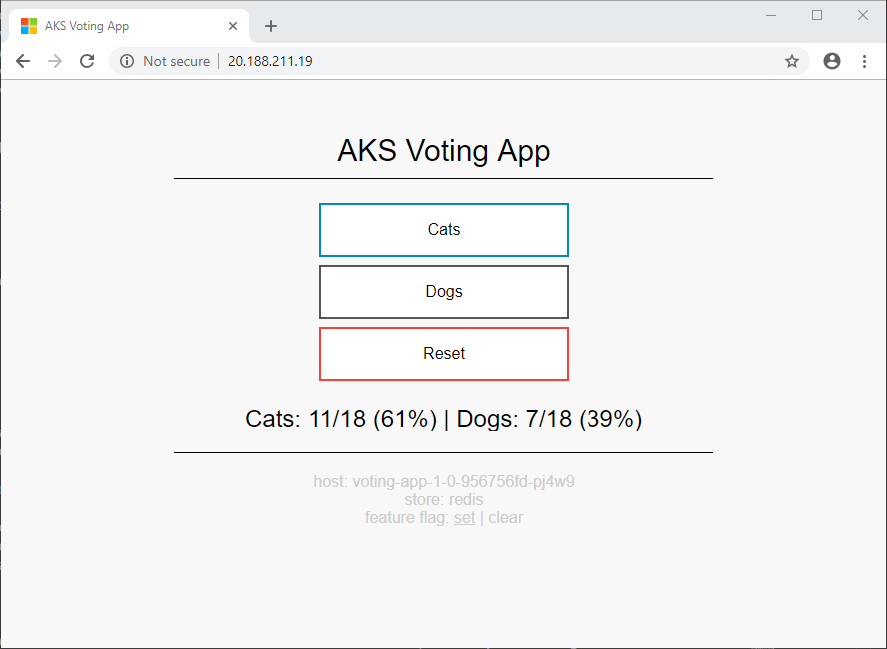 AKS Voting App
Not secure | 20.188.211.19
AKS Voting App
Cats
Dogs
Reset
Cats: 11/18 (61%) | Dogs: 7/18 (39%)
host: voting-app-1-0-956756fd-pj4w9
store: redis
feature flag: set | clear